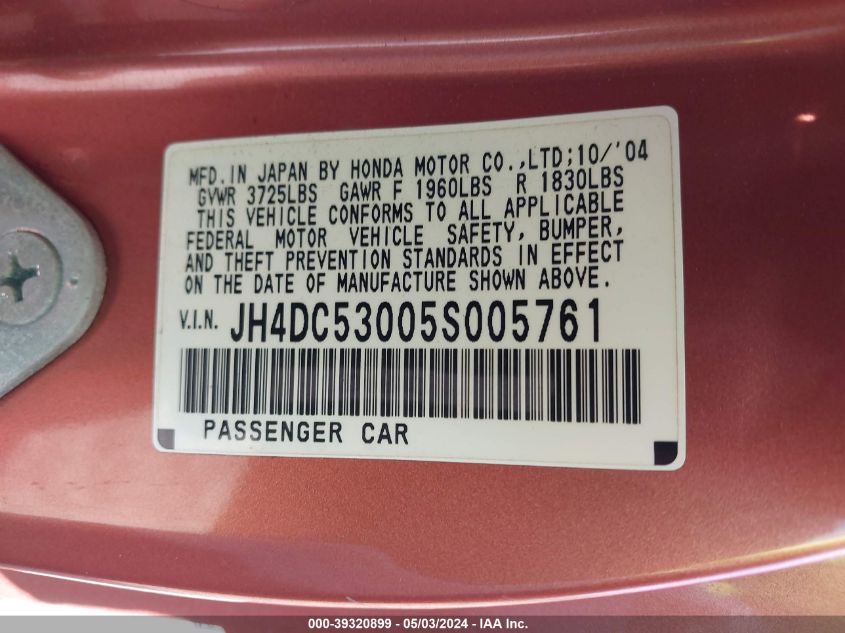 MFD. IN JAPAN BY HONDA MOTOR CO.,LTD;10/'04
GVWR 3725LBS GAWR F 1960LBS R 1830LBS
THIS VEHICLE CONFORMS TO ALL APPLICABLE
FEDERAL MOTOR VEHICLE SAFETY, BUMPER,
AND THEFT PREVENTION STANDARDS IN EFFECT
ON THE DATE OF MANUFACTURE SHOWN ABOVE.
V.I.N. JH4DC53005S005761
PASSENGER CAR
000-39320899 - 05/03/2024 - IAA Inc.